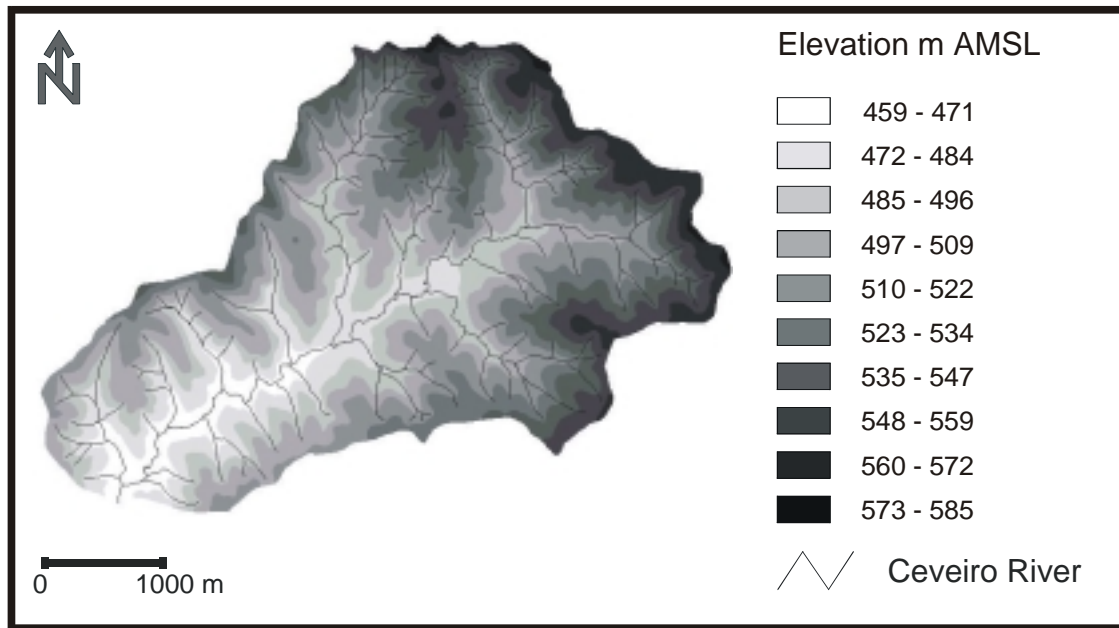 N
Elevation m AMSL
459 - 471
472 - 484
485 - 496
497 - 509
510 - 522
523 - 534
535 - 547
548 - 559
560 - 572
573 - 585
Ceveiro River
0 1000 m